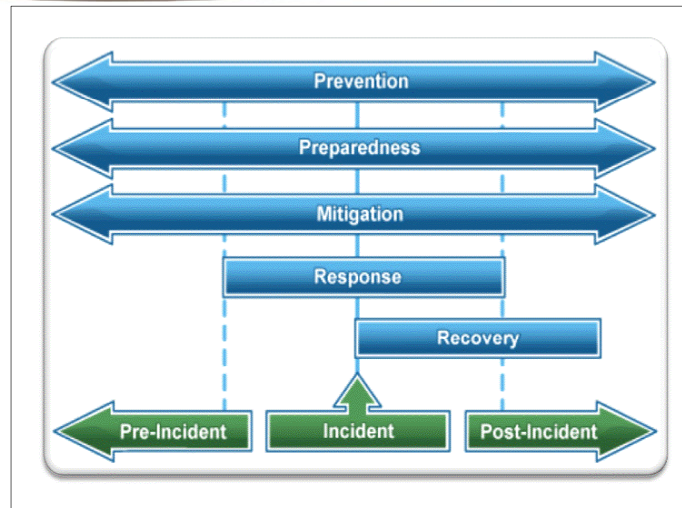 Prevention
Preparedness
Mitigation
Response
Recovery
Pre-Incident
Incident
Post-Incident